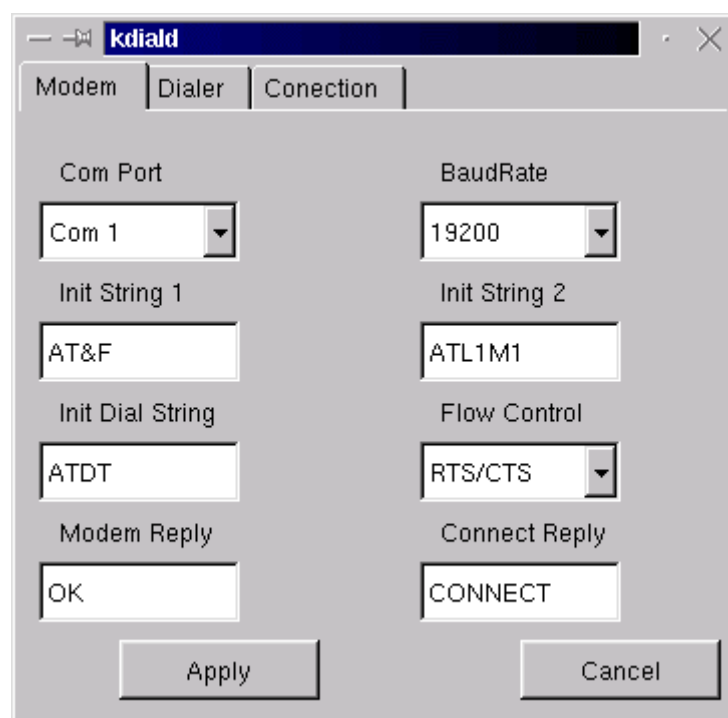 kdiald
Modem Dialer Conection
Com Port BaudRate
Com 1 19200
Init String 1 Init String 2
AT&F ATL1M1
Init Dial String Flow Control
ATDT RTS/CTS
Modem Reply Connect Reply
OK CONNECT
Apply Cancel